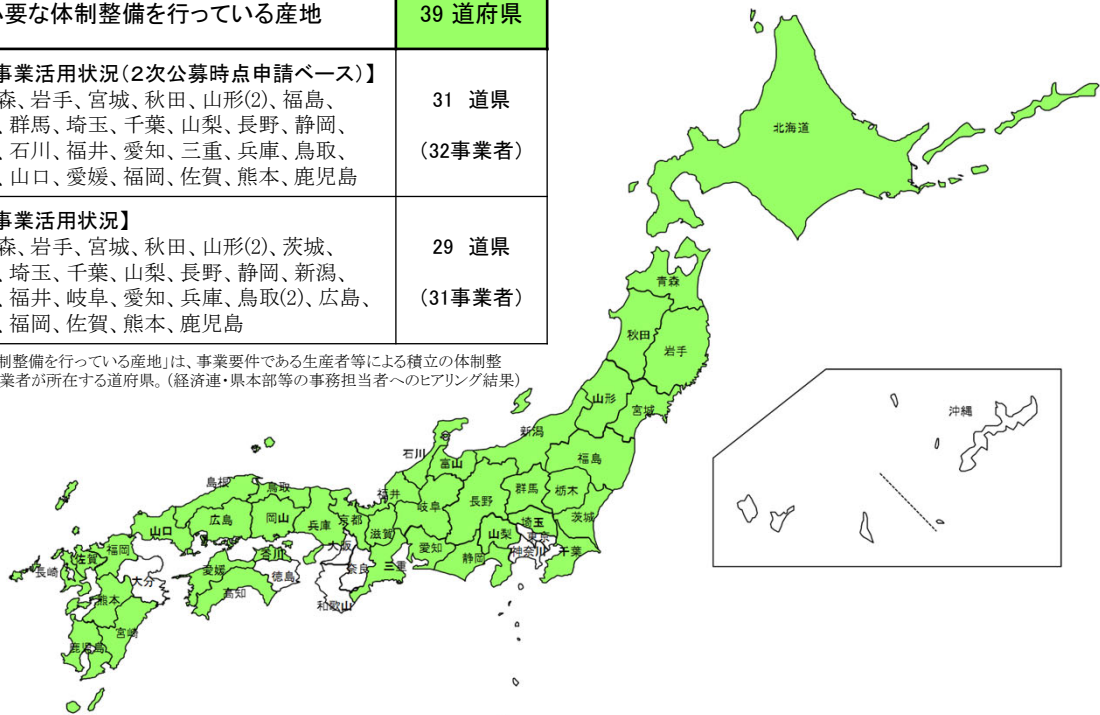 必要な体制整備を行っている産地
39 道府県
事業活用状況(2次公募時点申請ベース)】
森、岩手、宮城、秋田、山形(2)、福島、
、群馬、埼玉、千葉、山梨、長野、静岡、
、石川、福井、愛知、三重、兵庫、鳥取、
、山口、愛媛、福岡、佐賀、熊本、鹿児島
31 道県
(32事業者)
事業活用状況】
森、岩手、宮城、秋田、山形(2)、茨城、
、埼玉、千葉、山梨、長野、静岡、新潟、
、福井、岐阜、愛知、兵庫、鳥取(2)、広島、
、福岡、佐賀、熊本、鹿児島
29 道県
(31事業者)
制整備を行っている産地」は、事業要件である生産者等による積立の体制整
業者が所在する道府県。(経済連・県本部等の事務担当者へのヒアリング結果)
北海道
青森
秋田
岩手
山形
宮城
沖縄
新潟
石川
富山
福島
群馬
栃木
島根
鳥取
福井
岐阜
長野
茨城
広島
岡山
兵庫
京都
滋賀
埼玉
東京
山口
山梨
福岡
大阪
愛知
神奈川
千葉
佐賀
香川
静岡
長崎
大分
愛媛
徳島
奈良
三重
高知
熊本
和歌山
宮崎
鹿児島